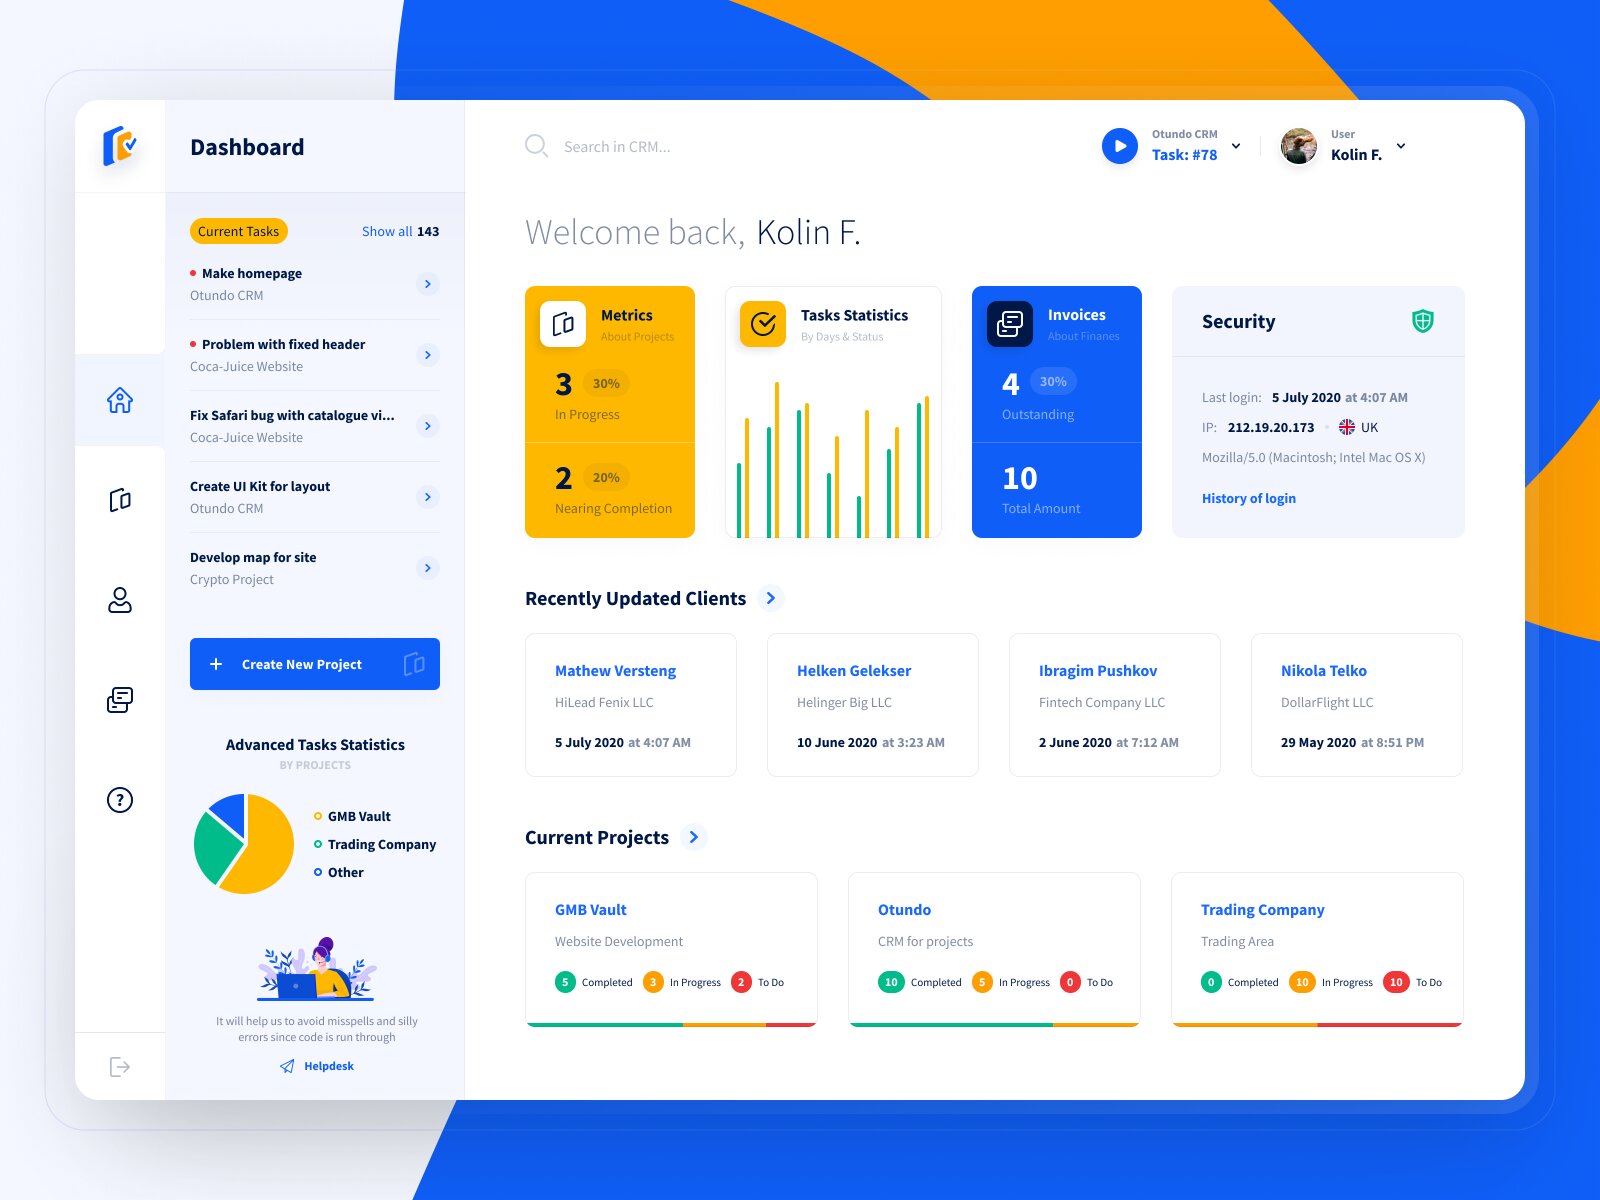 Dashboard
Current Tasks
Show all 143
Make homepage
Otundo CRM
Problem with fixed header
Coca-Juice Website
Fix Safari bug with catalogue vi...
Coca-Juice Website
Create UI Kit for layout
Otundo CRM
Develop map for site
Crypto Project
+ Create New Project
Advanced Tasks Statistics
BY PROJECTS
GMB Vault
Trading Company
Other
It will help us to avoid misspells and silly
errors since code is run through
Helpdesk
?
Search in CRM...
Otundo CRM
Task: #78
User
Kolin F.
Welcome back, Kolin F.
Metrics
About Projects
3 30%
In Progress
2 20%
Nearing Completion
Tasks Statistics
By Days & Status
Invoices
About Finanes
4 30%
Outstanding
10
Total Amount
Security
Last login: 5 July 2020 at 4:07 AM
IP: 212.19.20.173 UK
Mozilla/5.0 (Macintosh; Intel Mac OS X)
History of login
Recently Updated Clients
Mathew Versteng
HiLead Fenix LLC
5 July 2020 at 4:07 AM
Helken Gelekser
Helinger Big LLC
10 June 2020 at 3:23 AM
Ibragim Pushkov
Fintech Company LLC
2 June 2020 at 7:12 AM
Nikola Telko
DollarFlight LLC
29 May 2020 at 8:51 PM
Current Projects
GMB Vault
Website Development
5 Completed 3 In Progress 2 To Do
Otundo
CRM for projects
10 Completed 5 In Progress 0 To Do
Trading Company
Trading Area
0 Completed 10 In Progress 10 To Do